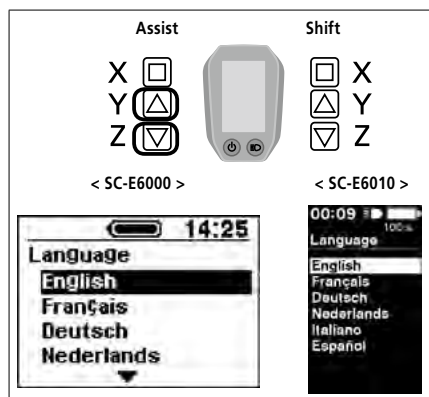 Assist Shift
X X
Y Y
Z Z
< SC-E6000 > < SC-E6010 >
14:25
Language
English
Français
Deutsch
Nederlands
00:09
100%
Language
English
Français
Deutsch
Nederlands
Italiano
Español